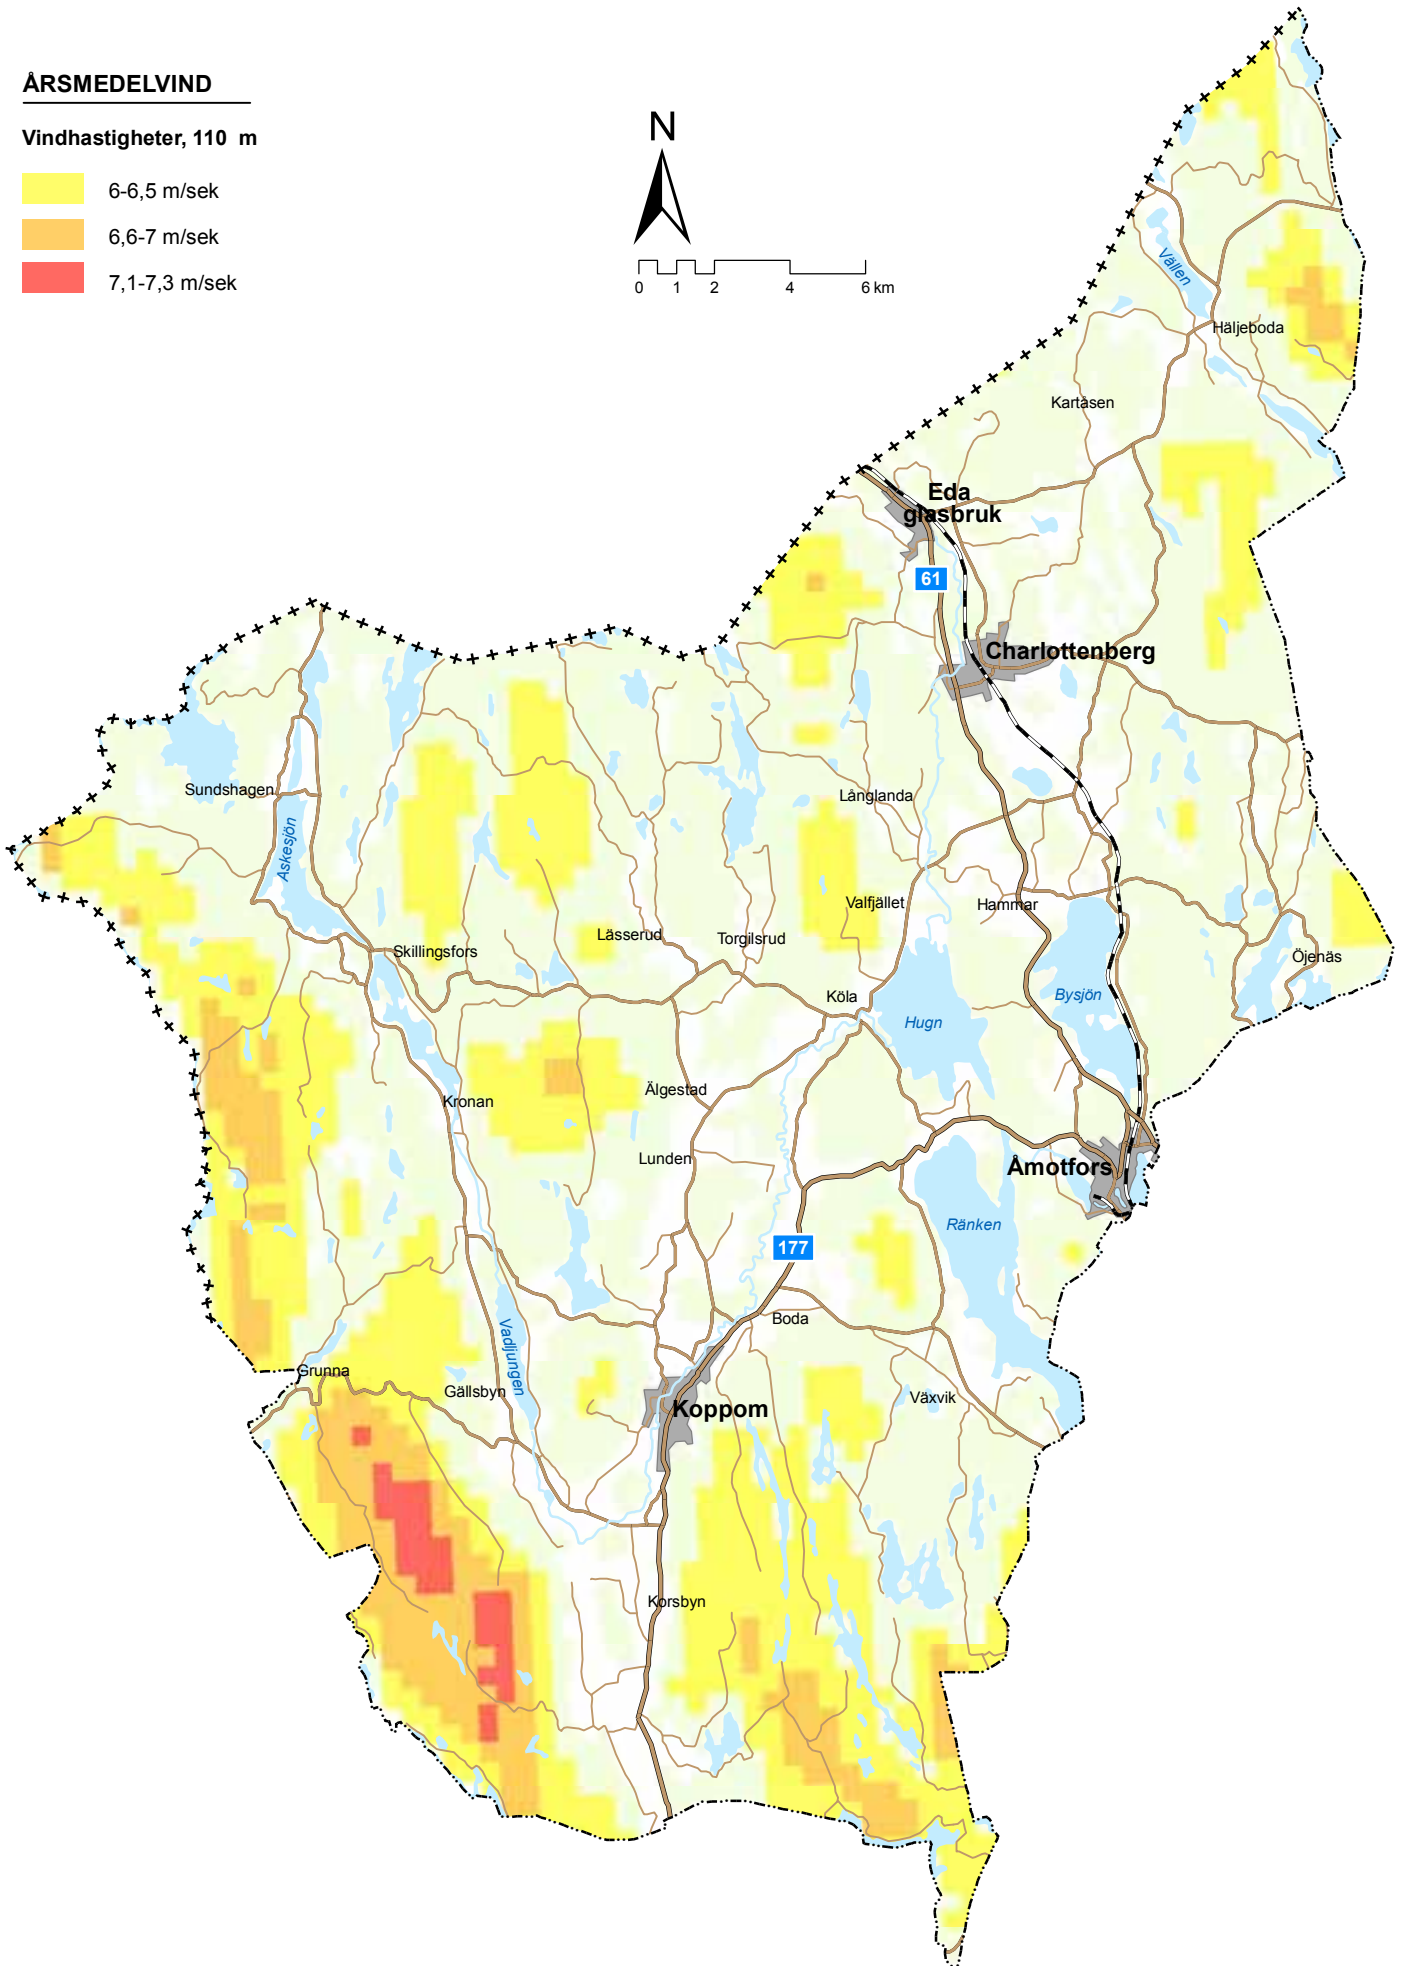 ÅRSMEDELVIND
Vindhastigheter, 110 m
6-6,5 m/sek
6,6-7 m/sek
7,1-7,3 m/sek
N
0 1 2 4 6 km
Vällen
Häljeboda
Kartåsen
Eda
glasbruk
61
Charlottenberg
Sundshagen
Långlanda
Askesjön
Valfjället
Hammar
Lässerud
Torgilsrud
Skillingsfors
Öjenäs
Köla
Bysjön
Hugn
Älgestad
Kronan
Lunden
Åmotfors
Ränken
177
Boda
Vadljungen
Grunna
Gällsbyn
Växvik
Koppom
Korsbyn